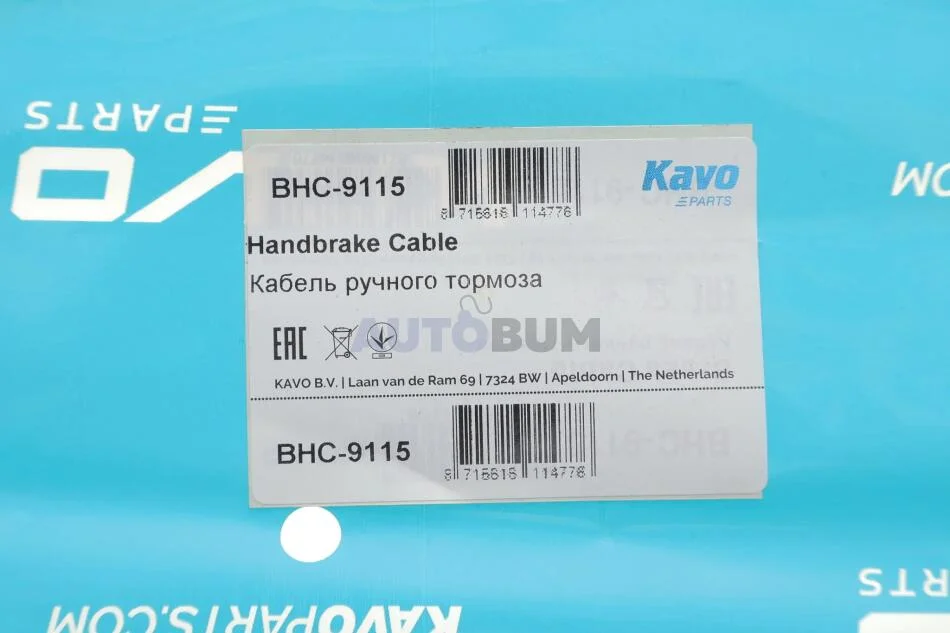 PARTS
BHC-9115
8 715616 114776
Kavo
PARTS
Handbrake Cable
Кабель ручного тормоза
EAC
AUTOBUM
KAVO B.V. | Laan van de Ram 69 | 7324 BW | Apeldoorn | The Netherlands
BHC-9115
8 715616 114776
KAVOPARTS.COM